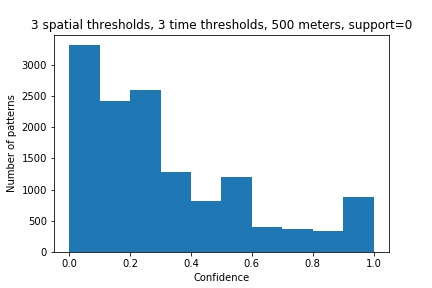 3 spatial thresholds, 3 time thresholds, 500 meters, support=0
3000
2500
2000
1500
1000
500
0
Number of patterns
0.0 0.2 0.4 0.6 0.8 1.0
Confidence